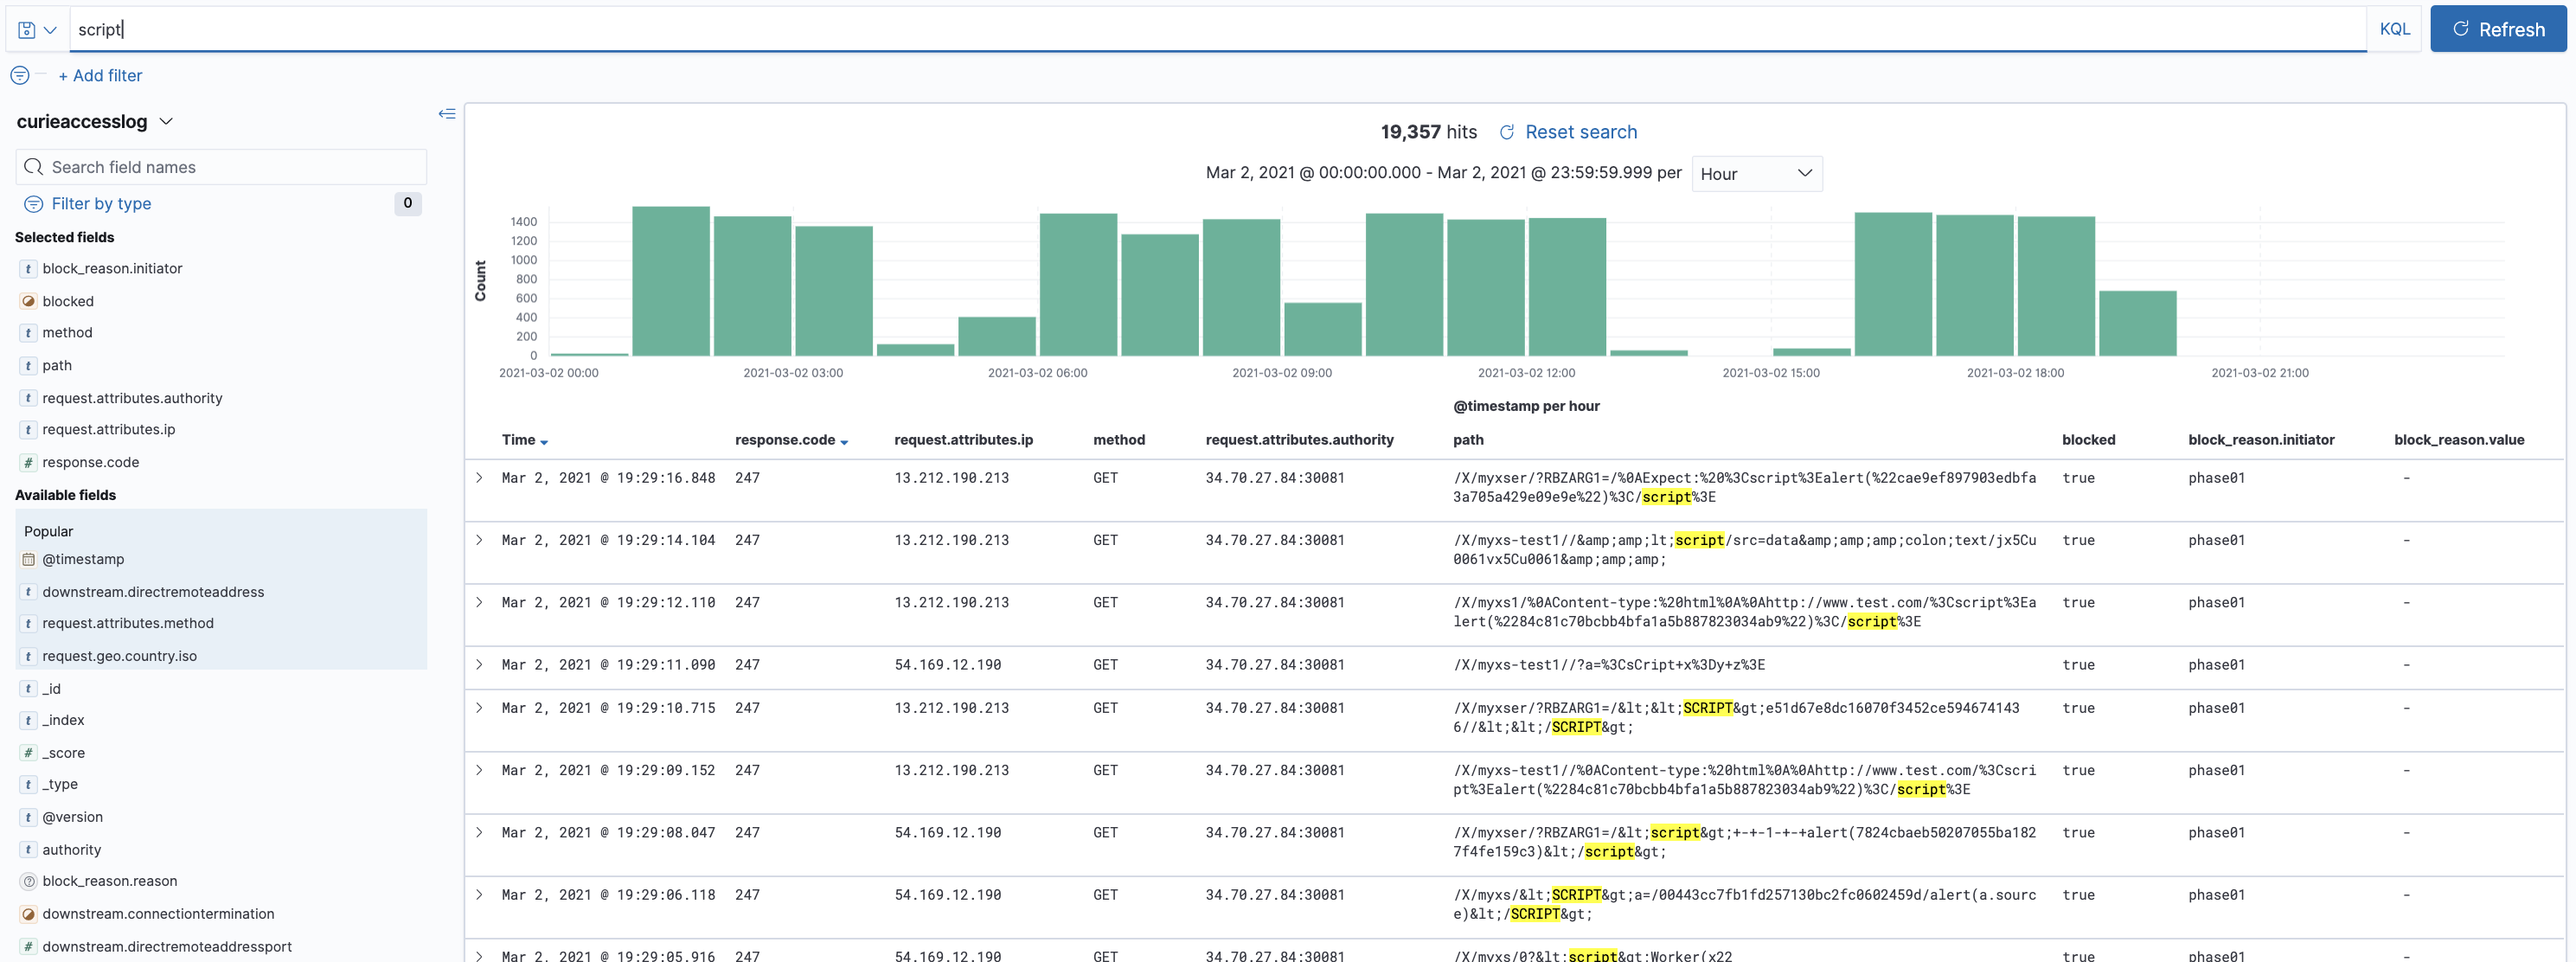 script
KQL
Refresh
+ Add filter
curieaccesslog
Search field names
Filter by type
0
Selected fields
t block_reason.initiator
blocked
t method
t path
t request.attributes.authority
t request.attributes.ip
# response.code
Available fields
Popular
@timestamp
t downstream.directremoteaddress
t request.attributes.method
t request.geo.country.iso
t _id
t _index
# _score
t _type
t @version
t authority
? block_reason.reason
downstream.connectiontermination
# downstream.directremoteaddressport
19,357 hits Reset search
Mar 2, 2021 @ 00:00:00.000 - Mar 2, 2021 @ 23:59:59.999 per Hour
Count
1400
1200
1000
800
600
400
200
0
2021-03-02 00:00 2021-03-02 03:00 2021-03-02 06:00 2021-03-02 09:00 2021-03-02 12:00 2021-03-02 15:00 2021-03-02 18:00 2021-03-02 21:00
@timestamp per hour
Time response.code request.attributes.ip method request.attributes.authority path blocked block_reason.initiator block_reason.value
Mar 2, 2021 @ 19:29:16.848 247 13.212.190.213 GET 34.70.27.84:30081 /X/myxser/?RBZARG1=/%0AExpect:%20%3Cscript%3Ealert(%22cae9ef897903edbfa true phase01 -
3a705a429e09e9e%22)%3C/script%3E
Mar 2, 2021 @ 19:29:14.104 247 13.212.190.213 GET 34.70.27.84:30081 /X/myxs-test1//&amp;amp;lt;script/src=data&amp;amp;amp;colon;text/jx5Cu true phase01 -
0061vx5Cu0061&amp;amp;amp;
Mar 2, 2021 @ 19:29:12.110 247 13.212.190.213 GET 34.70.27.84:30081 /X/myxs1/%0AContent-type:%20html%0A%0Ahttp://www.test.com/%3Cscript%3Ea true phase01 -
lert(%2284c81c70bcbb4bfa1a5b887823034ab9%22)%3C/script%3E
Mar 2, 2021 @ 19:29:11.090 247 54.169.12.190 GET 34.70.27.84:30081 /X/myxs-test1//?a=%3CsCript+x%3Dy+z%3E true phase01 -
Mar 2, 2021 @ 19:29:10.715 247 13.212.190.213 GET 34.70.27.84:30081 /X/myxser/?RBZARG1=/&lt;&lt;SCRIPT&gt;e51d67e8dc16070f3452ce594674143 true phase01 -
6//&lt;&lt;/SCRIPT&gt;
Mar 2, 2021 @ 19:29:09.152 247 13.212.190.213 GET 34.70.27.84:30081 /X/myxs-test1//%0AContent-type:%20html%0A%0Ahttp://www.test.com/%3Cscri true phase01 -
pt%3Ealert(%2284c81c70bcbb4bfa1a5b887823034ab9%22)%3C/script%3E
Mar 2, 2021 @ 19:29:08.047 247 54.169.12.190 GET 34.70.27.84:30081 /X/myxser/?RBZARG1=/&lt;script&gt;+-+-1-+-+alert(7824cbaeb50207055ba182 true phase01 -
7f4fe159c3)&lt;/script&gt;
Mar 2, 2021 @ 19:29:06.118 247 54.169.12.190 GET 34.70.27.84:30081 /X/myxs/&lt;SCRIPT&gt;a=/00443cc7fb1fd257130bc2fc0602459d/alert(a.sourc true phase01 -
e)&lt;/SCRIPT&gt;
Mar 2, 2021 @ 19:29:05.916 247 54.169.12.190 GET 34.70.27.84:30081 /X/myxs/0?&lt;script&gt;Worker(x22 true phase01 -